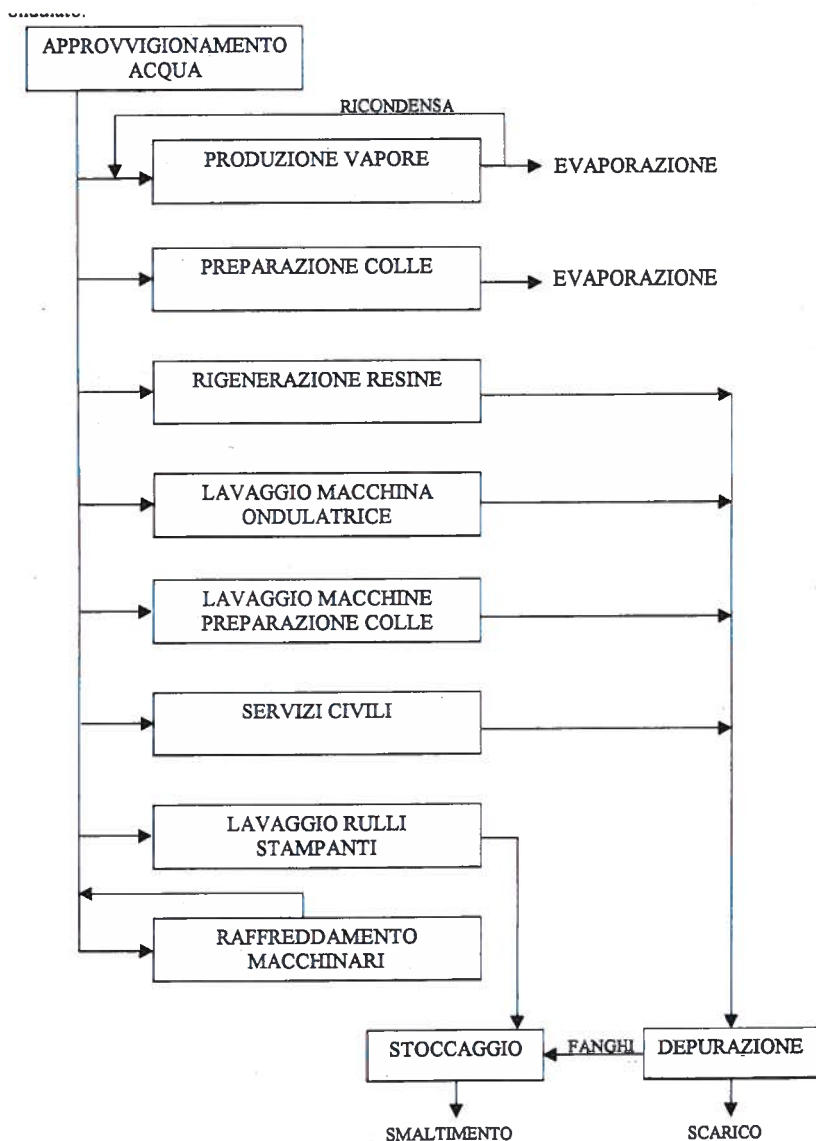 APPROVVIGIONAMENTO
ACQUA
RICONDENSA
PRODUZIONE VAPORE
EVAPORAZIONE
PREPARAZIONE COLLE
EVAPORAZIONE
RIGENERAZIONE RESINE
LAVAGGIO MACCHINA
ONDULATRICE
LAVAGGIO MACCHINE
PREPARAZIONE COLLE
SERVIZI CIVILI
LAVAGGIO RULLI
STAMPANTI
RAFFREDDAMENTO
MACCHINARI
STOCCAGGIO
FANGHI
DEPURAZIONE
SMALTIMENTO
SCARICO